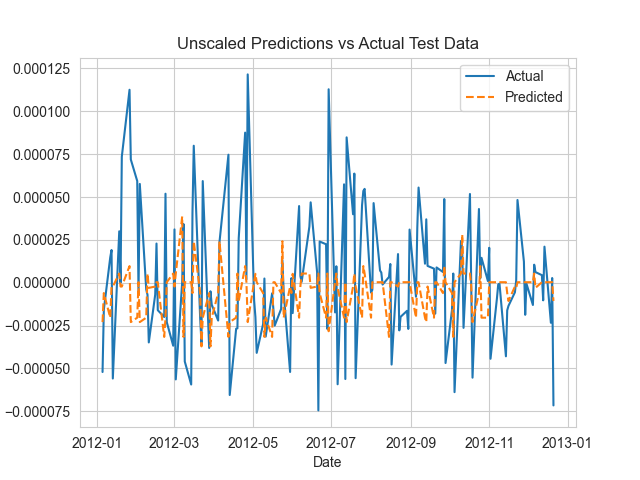 Unscaled Predictions vs Actual Test Data
Actual
Predicted
0.000125
0.000100
0.000075
0.000050
0.000025
0.000000
−0.000025
−0.000050
−0.000075
2012-01 2012-03 2012-05 2012-07 2012-09 2012-11 2013-01
Date